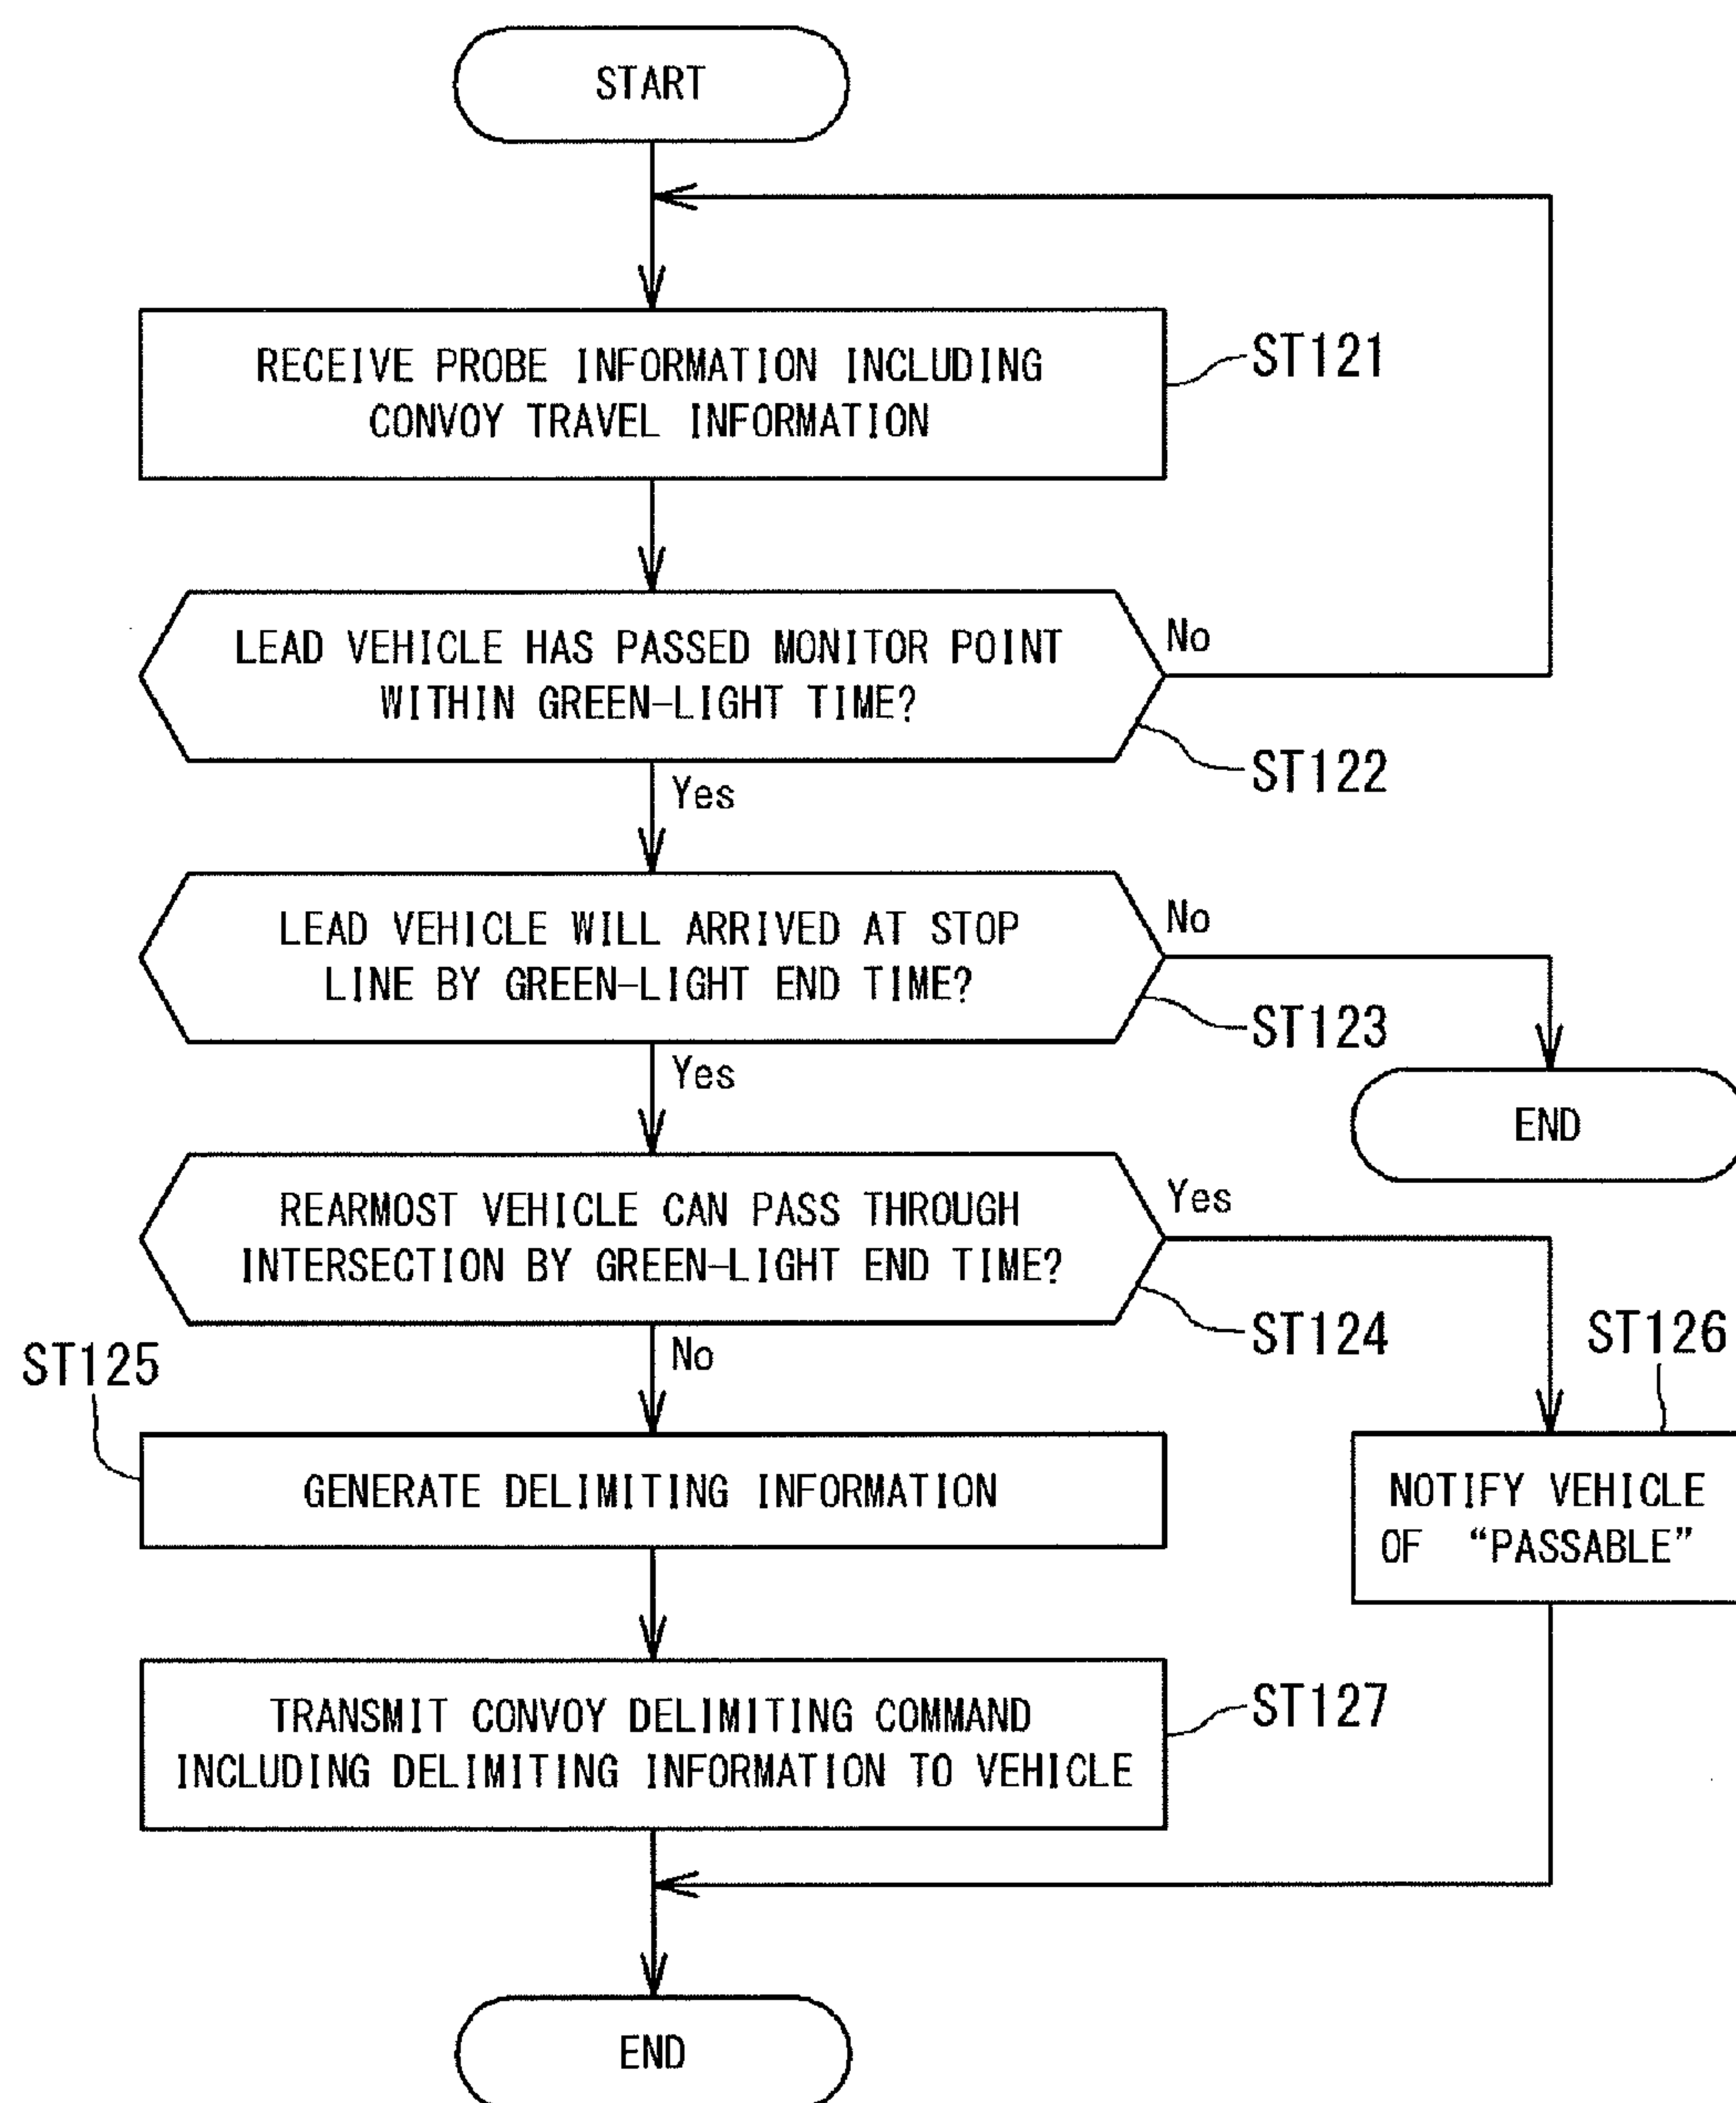 START
RECEIVE PROBE INFORMATION INCLUDING
CONVOY TRAVEL INFORMATION
ST121
LEAD VEHICLE HAS PASSED MONITOR POINT
WITHIN GREEN-LIGHT TIME?
No
ST122
Yes
LEAD VEHICLE WILL ARRIVED AT STOP
LINE BY GREEN-LIGHT END TIME?
No
ST123
Yes
END
REARMOST VEHICLE CAN PASS THROUGH
INTERSECTION BY GREEN-LIGHT END TIME?
Yes
ST124
ST126
No
ST125
GENERATE DELIMITING INFORMATION
NOTIFY VEHICLE
OF “PASSABLE”
TRANSMIT CONVOY DELIMITING COMMAND
INCLUDING DELIMITING INFORMATION TO VEHICLE
ST127
END